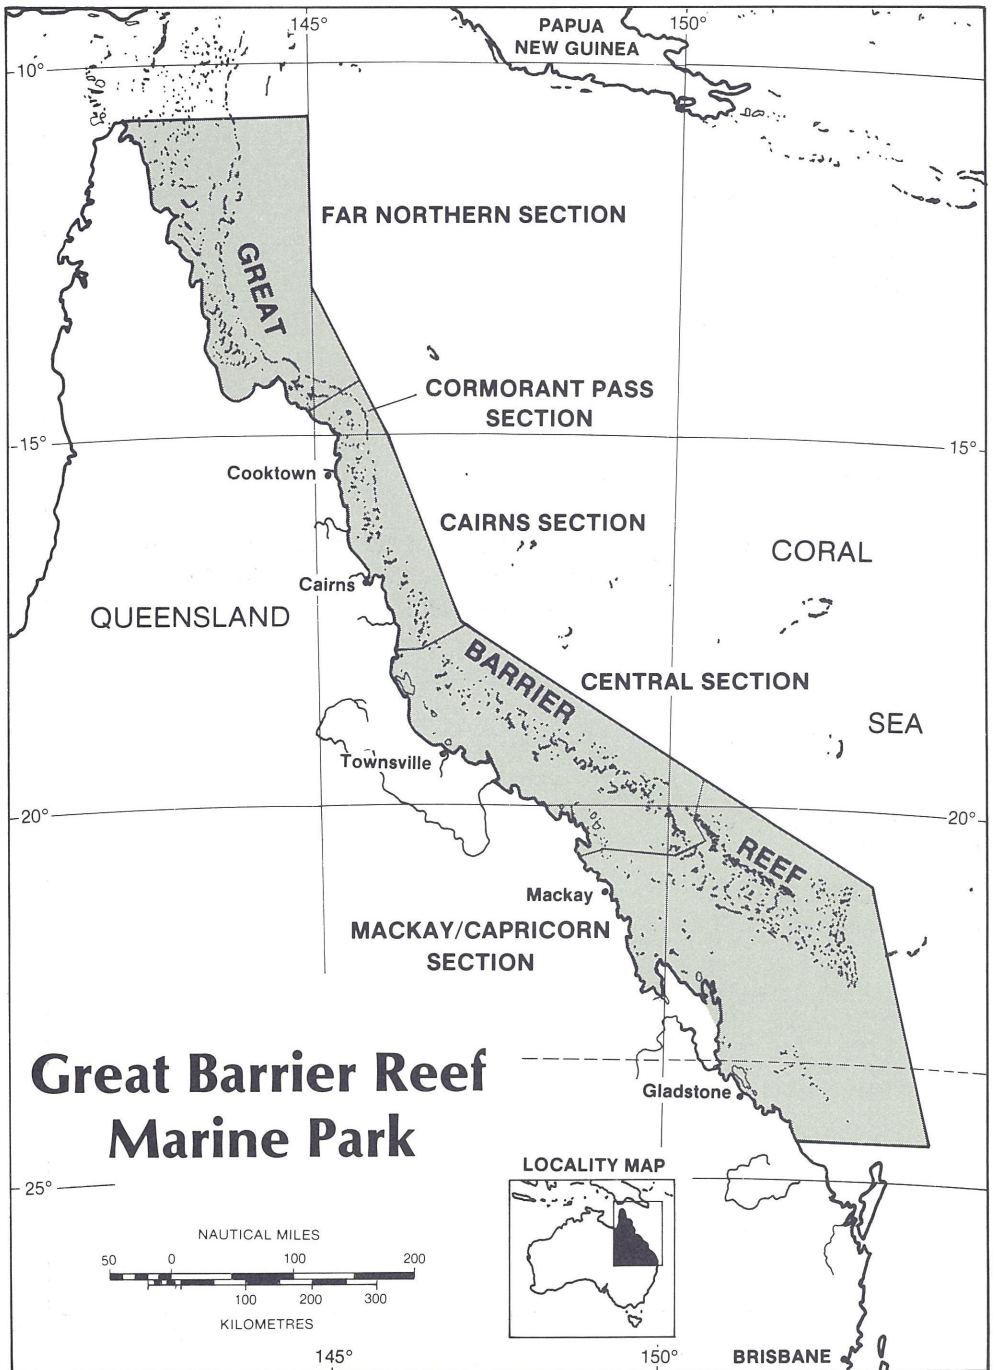 145°
150°
PAPUA
NEW GUINEA
10°
FAR NORTHERN SECTION
GREAT
CORMORANT PASS
SECTION
15°
15°
Cooktown
CAIRNS SECTION
CORAL
Cairns
QUEENSLAND
BARRIER
CENTRAL SECTION
SEA
Townsville
20°
20°
REEF
Mackay
MACKAY/CAPRICORN
SECTION
Great Barrier Reef
Marine Park
Gladstone
LOCALITY MAP
25°
NAUTICAL MILES
50 0 100 200
100 200 300
KILOMETRES
145°
150°
BRISBANE